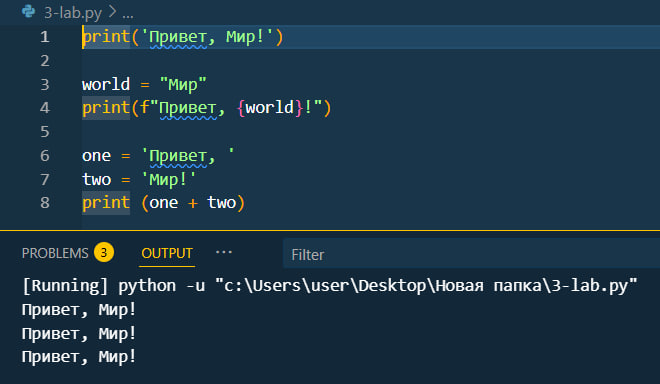 3-lab.py > ...
1 print('Привет, Мир!')
2
3 world = "Мир"
4 print(f"Привет, {world}!")
5
6 one = 'Привет, '
7 two = 'Мир!'
8 print (one + two)
PROBLEMS 3 OUTPUT ··· Filter
[Running] python -u "c:\Users\user\Desktop\Новая папка\3-lab.py"
Привет, Мир!
Привет, Мир!
Привет, Мир!